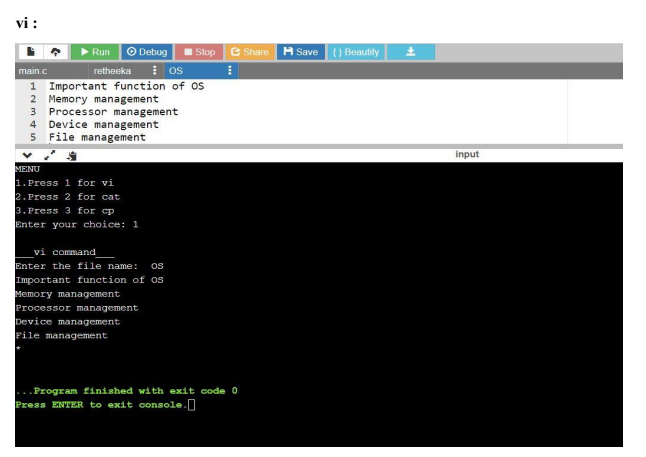 vi :
Run Debug Stop Share Save { } Beautify
main.c retheeka OS
1 Important function of OS
2 Memory management
3 Processor management
4 Device management
5 File management
input
MENU
1.Press 1 for vi
2.Press 2 for cat
3.Press 3 for cp
Enter your choice: 1
___vi command___
Enter the file name: OS
Important function of OS
Memory management
Processor management
Device management
File management
*
...Program finished with exit code 0
Press ENTER to exit console.